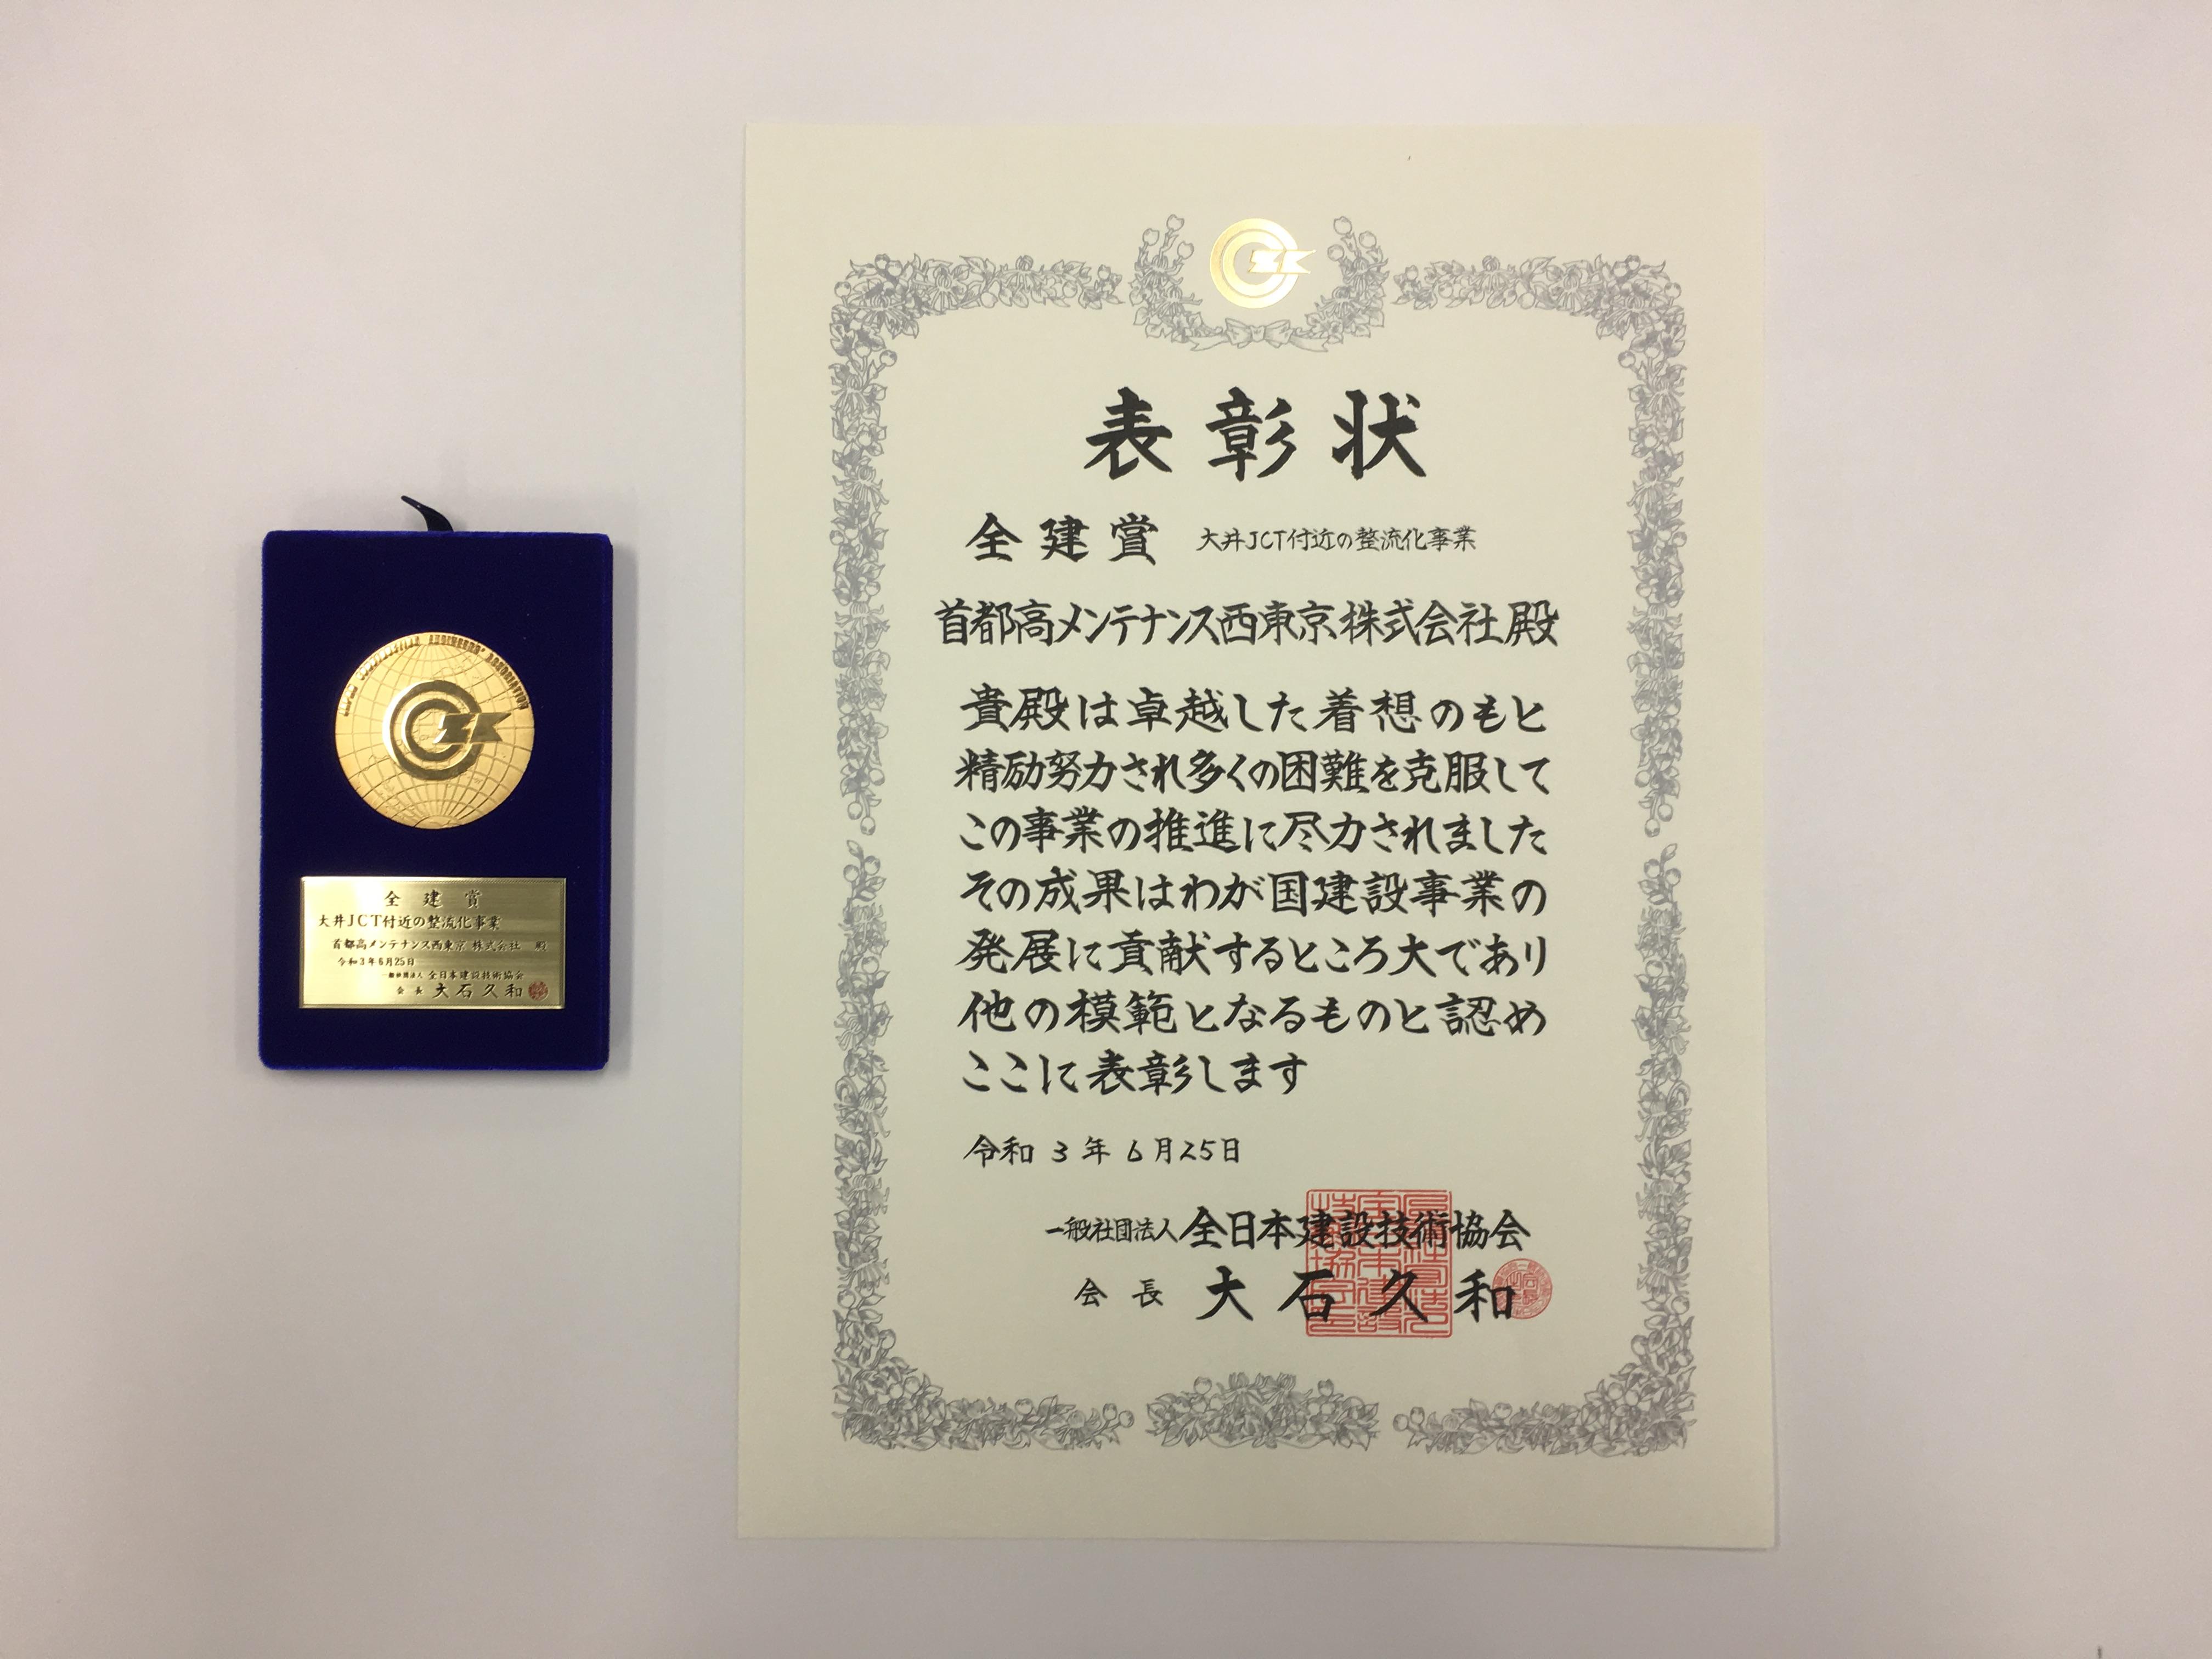 全建賞
大井JCT付近の整流化事業
首都高メンテナンス西東京株式会社 殿
令和3年6月25日
一般社団法人 全日本建設技術協会
会長 大石久和
表彰状
全建賞 大井JCT付近の整流化事業
首都高メンテナンス西東京株式会社殿
貴殿は卓越した着想のもと
精励努力され多くの困難を克服して
この事業の推進に尽力されました
その成果はわが国建設事業の
発展に貢献するところ大であり
他の模範となるものと認め
ここに表彰します
令和3年6月25日
一般社団法人全日本建設技術協会
会長 大石久和